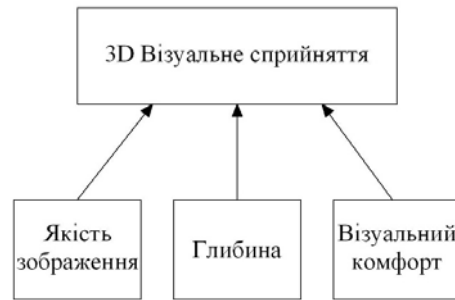 3D Візуальне сприйняття
Якість
зображення
Глибина
Візуальний
комфорт